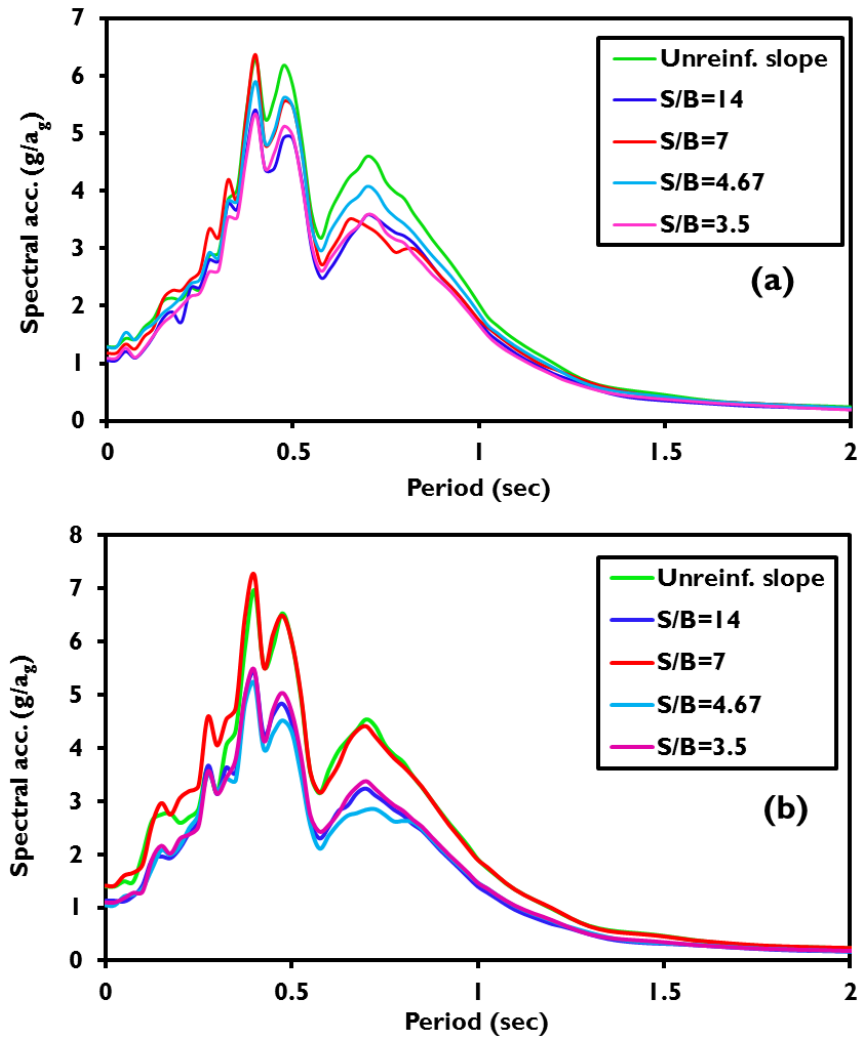 7
6
5
4
3
2
1
0
Spectral acc. (g/a_g)
Unreinf. slope
S/B=14
S/B=7
S/B=4.67
S/B=3.5
(a)
0 0.5 1 1.5 2
Period (sec)
8
7
6
5
4
3
2
1
0
Spectral acc. (g/a_g)
Unreinf. slope
S/B=14
S/B=7
S/B=4.67
S/B=3.5
(b)
0 0.5 1 1.5 2
Period (sec)